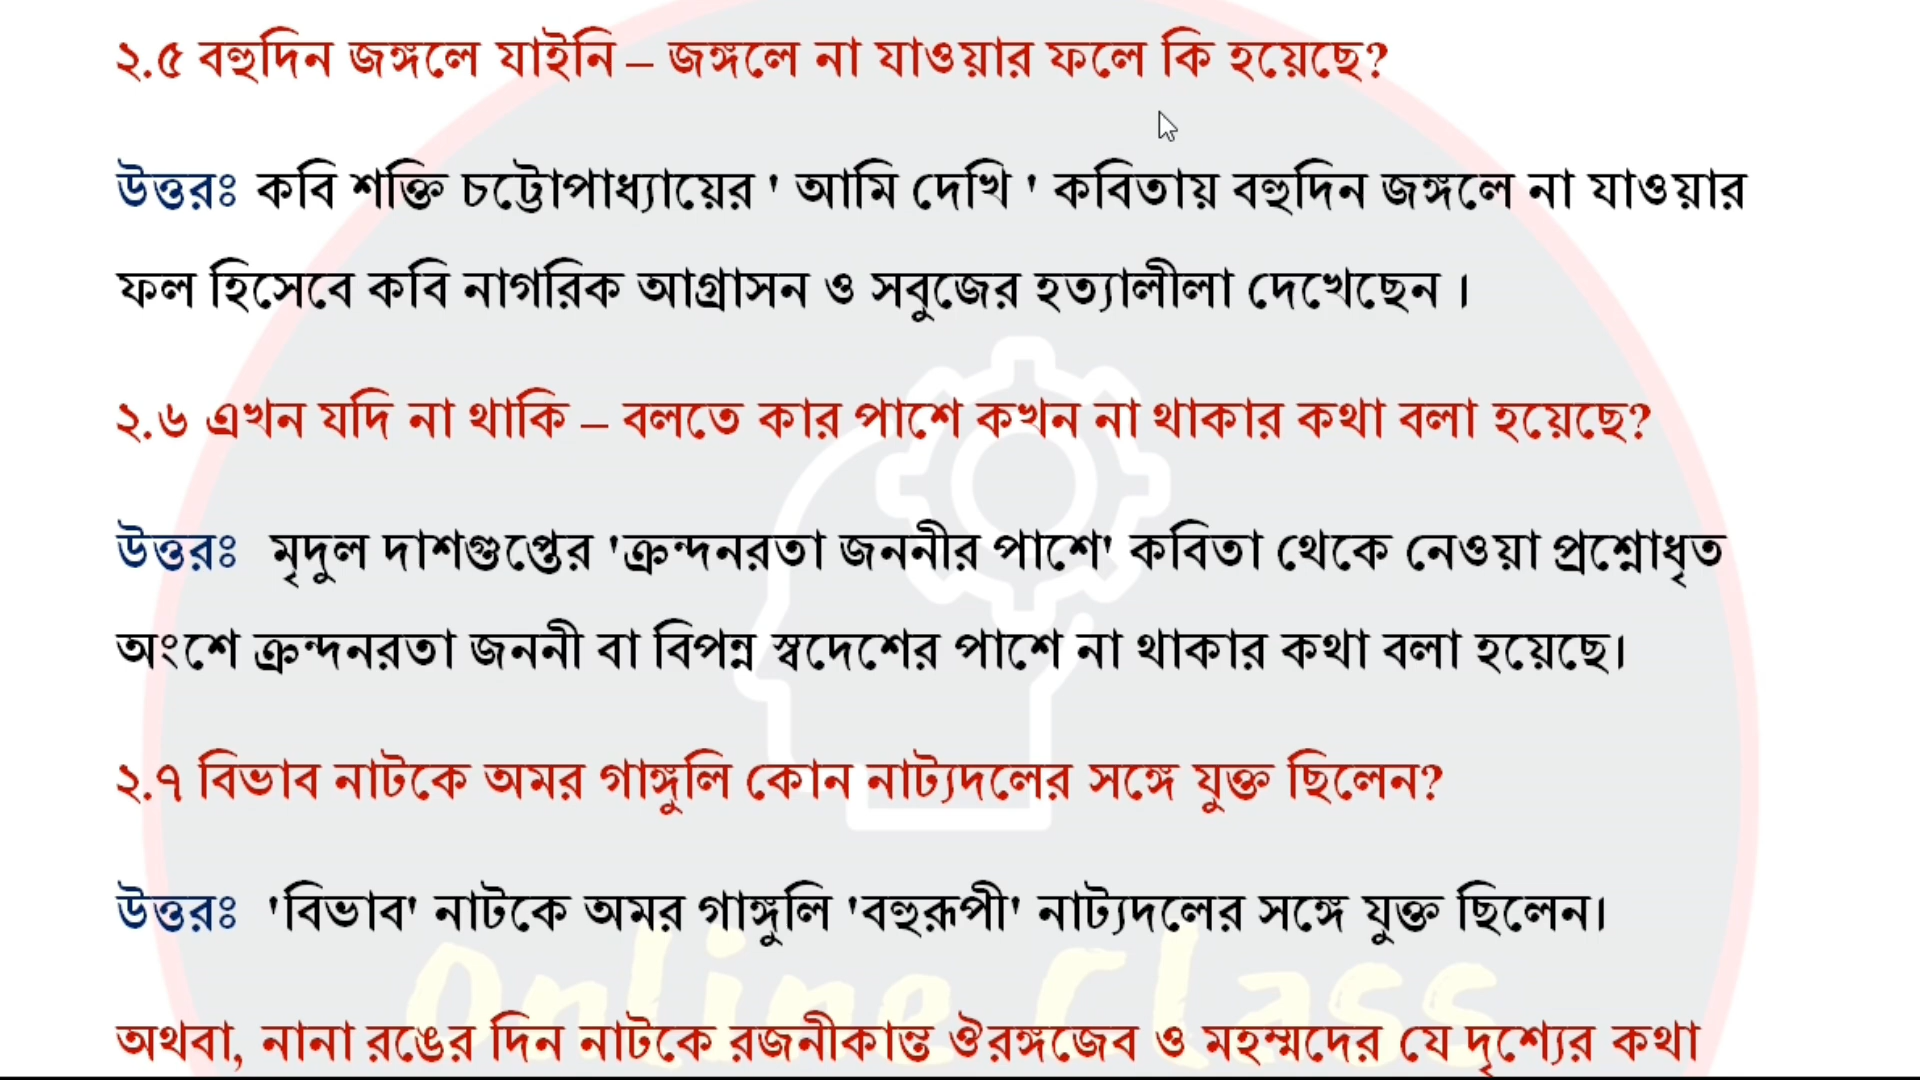 ২.৫ বহুদিন জঙ্গলে যাইনি – জঙ্গলে না যাওয়ার ফলে কি হয়েছে?
উত্তরঃ কবি শক্তি চট্টোপাধ্যায়ের ' আমি দেখি ' কবিতায় বহুদিন জঙ্গলে না যাওয়ার
ফল হিসেবে কবি নাগরিক আগ্রাসন ও সবুজের হত্যালীলা দেখেছেন ।
২.৬ এখন যদি না থাকি – বলতে কার পাশে কখন না থাকার কথা বলা হয়েছে?
উত্তরঃ মৃদুল দাশগুপ্তের 'ক্রন্দনরতা জননীর পাশে' কবিতা থেকে নেওয়া প্রশ্নোধৃত
অংশে ক্রন্দনরতা জননী বা বিপন্ন স্বদেশের পাশে না থাকার কথা বলা হয়েছে।
২.৭ বিভাব নাটকে অমর গাঙ্গুলি কোন নাট্যদলের সঙ্গে যুক্ত ছিলেন?
উত্তরঃ 'বিভাব' নাটকে অমর গাঙ্গুলি 'বহুরূপী' নাট্যদলের সঙ্গে যুক্ত ছিলেন।
Online Class
অথবা, নানা রঙের দিন নাটকে রজনীকান্ত ঔরঙ্গজেব ও মহম্মদের যে দৃশ্যের কথা